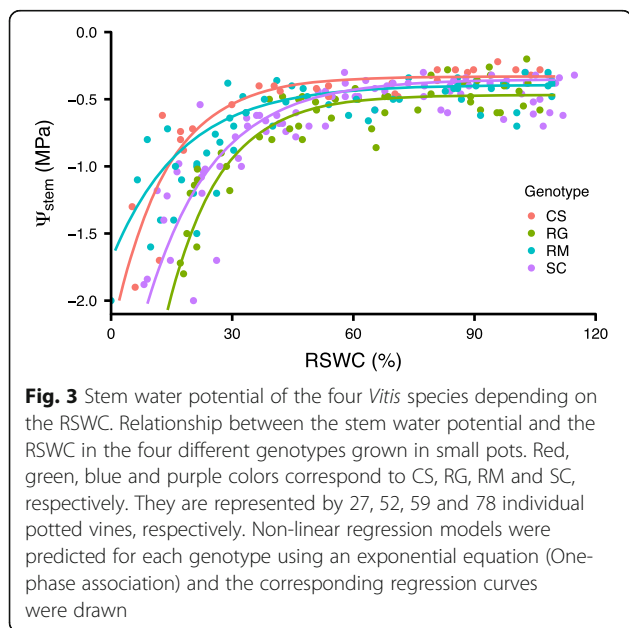 0.0
−0.5
−1.0
−1.5
−2.0
Ψstem (MPa)
Genotype
CS
RG
RM
SC
0
30
60
90
120
RSWC (%)
Fig. 3 Stem water potential of the four Vitis species depending on
the RSWC. Relationship between the stem water potential and the
RSWC in the four different genotypes grown in small pots. Red,
green, blue and purple colors correspond to CS, RG, RM and SC,
respectively. They are represented by 27, 52, 59 and 78 individual
potted vines, respectively. Non-linear regression models were
predicted for each genotype using an exponential equation (One-
phase association) and the corresponding regression curves
were drawn